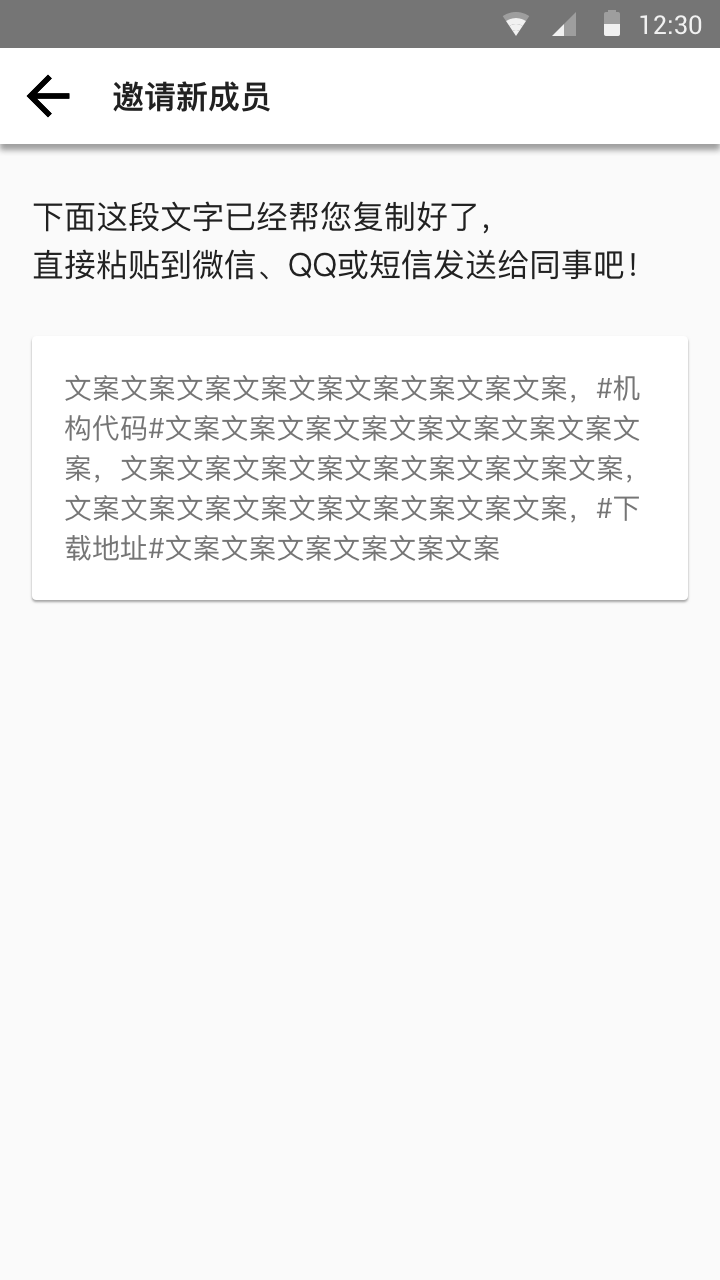 12:30
邀请新成员
下面这段文字已经帮您复制好了，
直接粘贴到微信、QQ或短信发送给同事吧！
文案文案文案文案文案文案文案文案文案，#机
构代码#文案文案文案文案文案文案文案文案文
案，文案文案文案文案文案文案文案文案文案，
文案文案文案文案文案文案文案文案文案，#下
载地址#文案文案文案文案文案文案